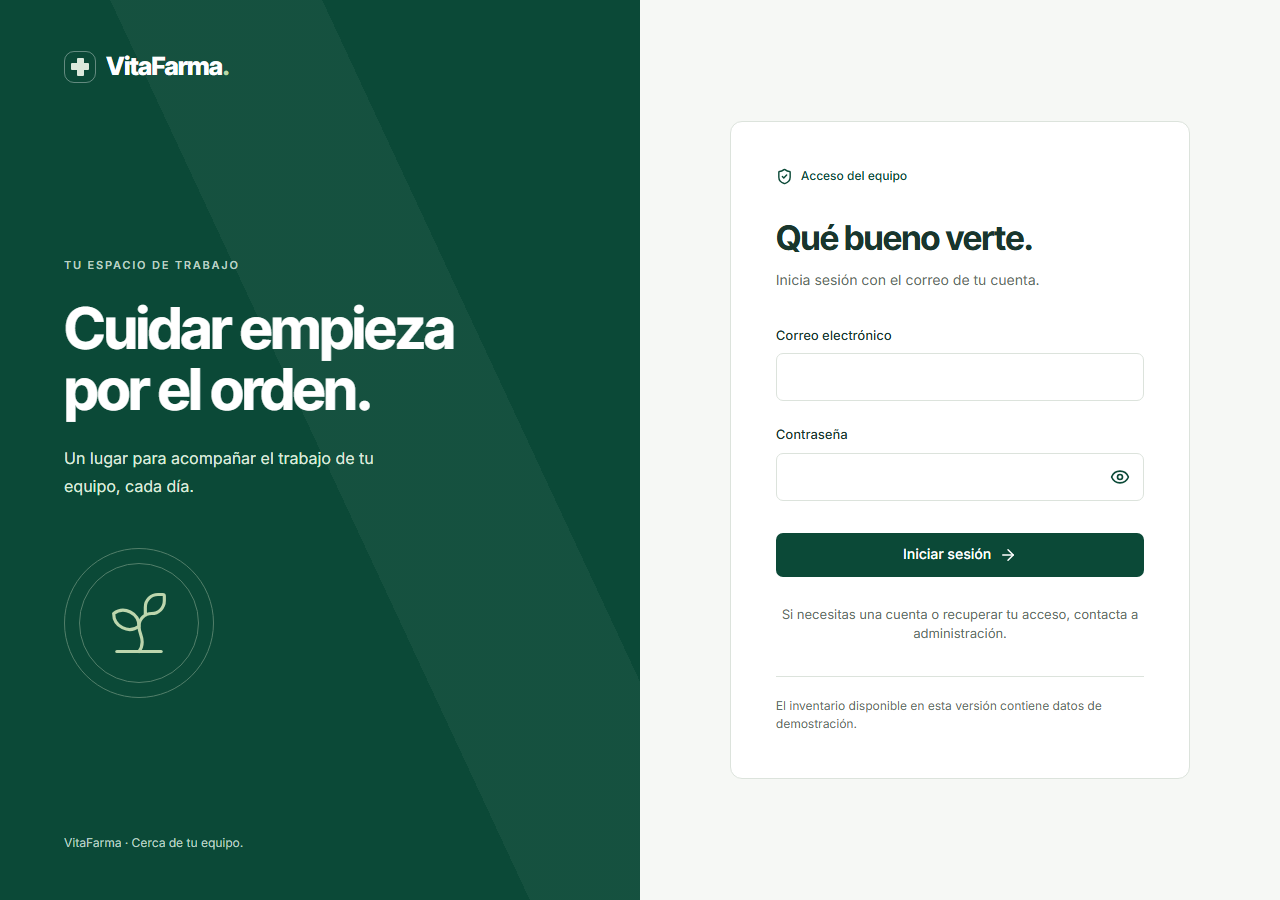 VitaFarma.
TU ESPACIO DE TRABAJO
Cuidar empieza
por el orden.
Un lugar para acompañar el trabajo de tu
equipo, cada día.
VitaFarma · Cerca de tu equipo.
Acceso del equipo
Qué bueno verte.
Inicia sesión con el correo de tu cuenta.
Correo electrónico
Contraseña
Iniciar sesión
Si necesitas una cuenta o recuperar tu acceso, contacta a
administración.
El inventario disponible en esta versión contiene datos de
demostración.